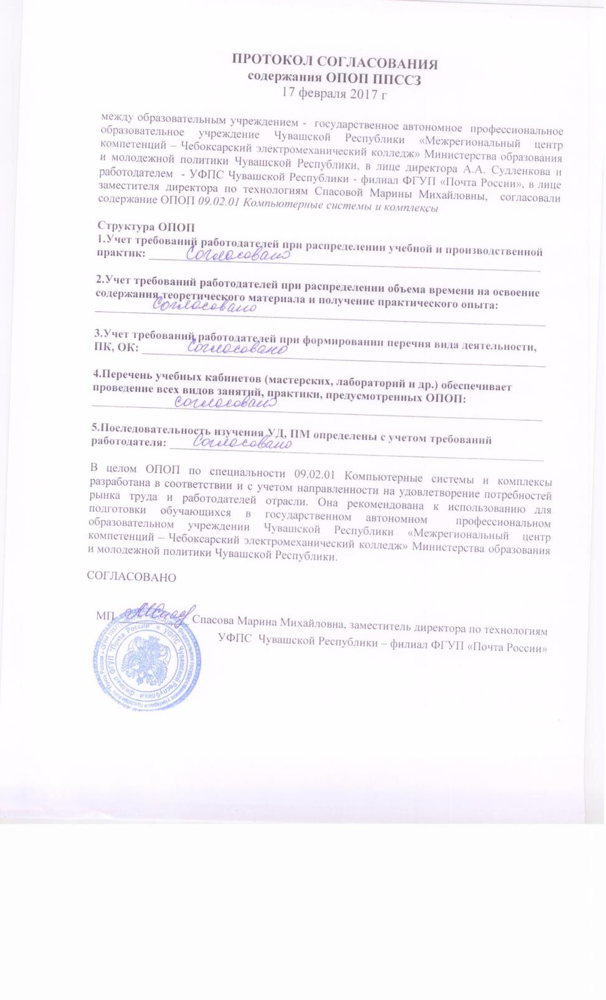 ПРОТОКОЛ СОГЛАСОВАНИЯ
содержания ОПОП ППССЗ
17 февраля 2017 г
между образовательным учреждением - государственное автономное профессиональное
образовательное учреждение Чувашской Республики «Межрегиональный центр
компетенций – Чебоксарский электромеханический колледж» Министерства образования
и молодежной политики Чувашской Республики, в лице директора А.А. Судленкова и
работодателем - УФПС Чувашской Республики - филиал ФГУП «Почта России», в лице
заместителя директора по технологиям Спасовой Марины Михайловны, согласовали
содержание ОПОП 09.02.01 Компьютерные системы и комплексы
Структура ОПОП
1.Учет требований работодателей при распределении учебной и производственной
практик: Согласовано
2.Учет требований работодателей при распределении объема времени на освоение
содержания теоретического материала и получение практического опыта:
Согласовано
3.Учет требований работодателей при формировании перечня вида деятельности,
ПК, ОК: Согласовано
4.Перечень учебных кабинетов (мастерских, лабораторий и др.) обеспечивает
проведение всех видов занятий, практики, предусмотренных ОПОП:
согласовано
5.Последовательность изучения УД, ПМ определены с учетом требований
работодателя: Согласовано
В целом ОПОП по специальности 09.02.01 Компьютерные системы и комплексы
разработана в соответствии и с учетом направленности на удовлетворение потребностей
рынка труда и работодателей отрасли. Она рекомендована к использованию для
подготовки обучающихся в государственном автономном профессиональном
образовательном учреждении Чувашской Республики «Межрегиональный центр
компетенций – Чебоксарский электромеханический колледж» Министерства образования
и молодежной политики Чувашской Республики.
СОГЛАСОВАНО
МП Спасова Марина Михайловна, заместитель директора по технологиям
УФПС Чувашской Республики – филиал ФГУП «Почта России»
УФПС Чувашской Республики - филиал ФГУП "Почта России"